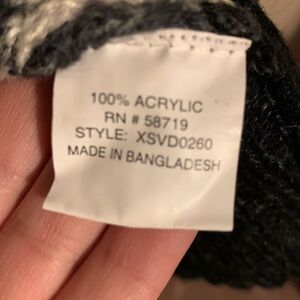 100% ACRYLIC
RN # 58719
STYLE: XSVD0260
MADE IN BANGLADESH